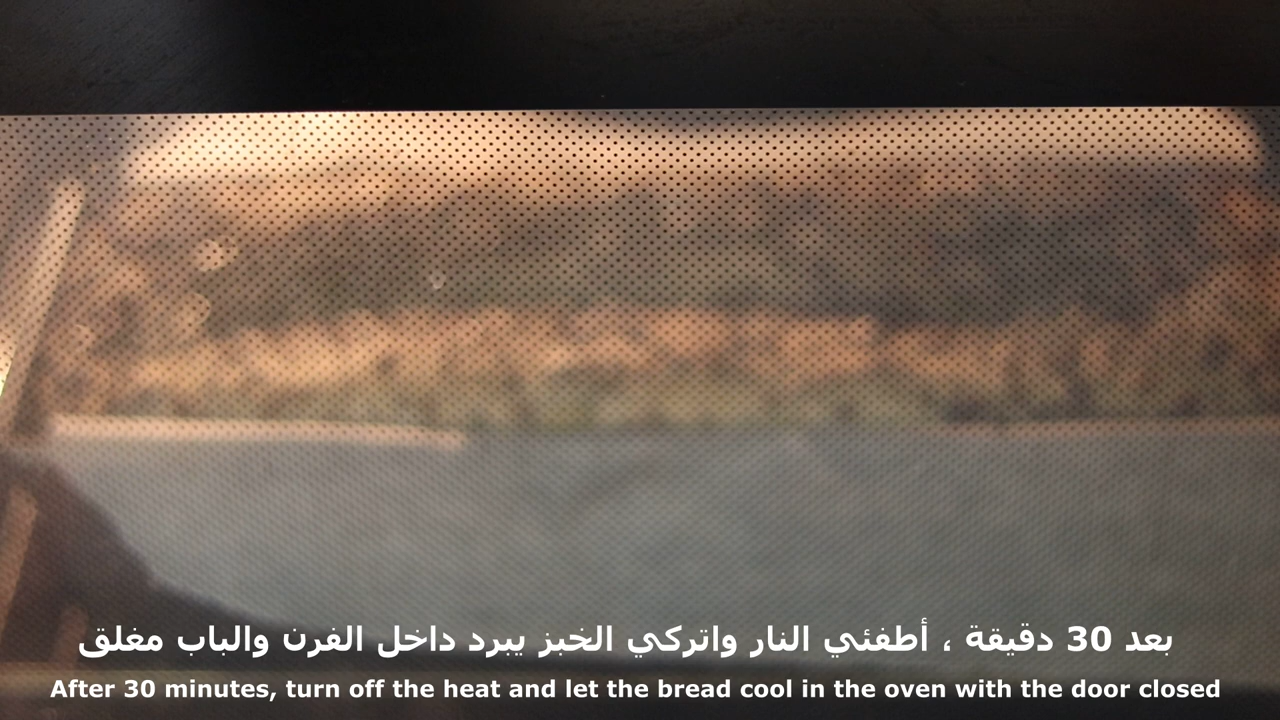 بعد 30 دقيقة ، أطفئي النار واتركي الخبز يبرد داخل الفرن والباب مغلق
After 30 minutes, turn off the heat and let the bread cool in the oven with the door closed